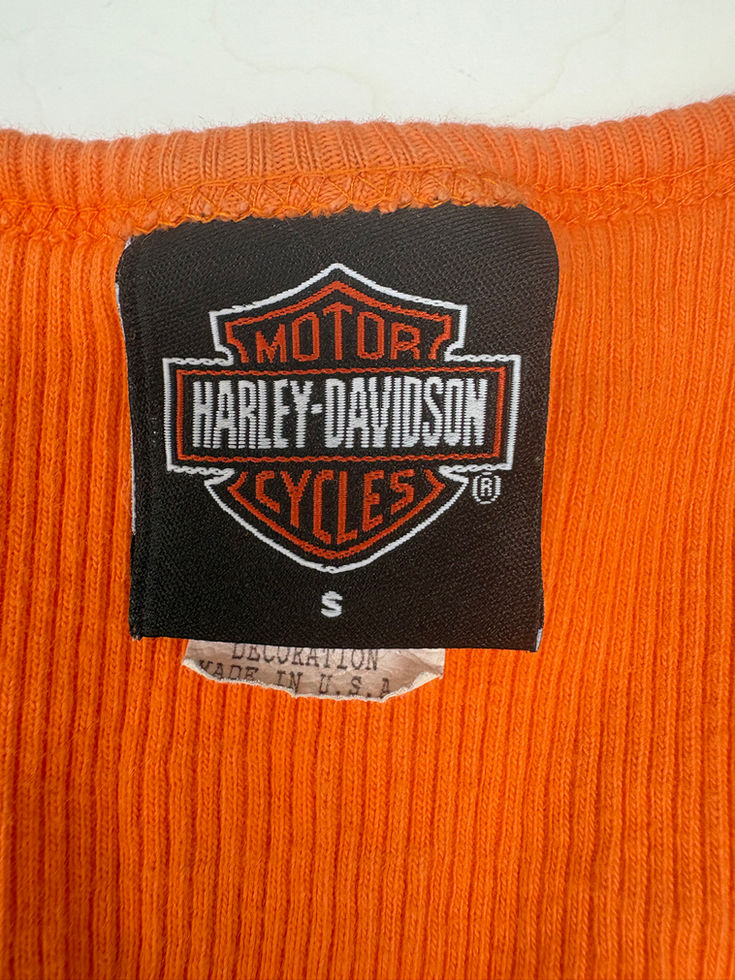 MOTOR
HARLEY-DAVIDSON
CYCLES
®
S
DECORATION
MADE IN U.S.A